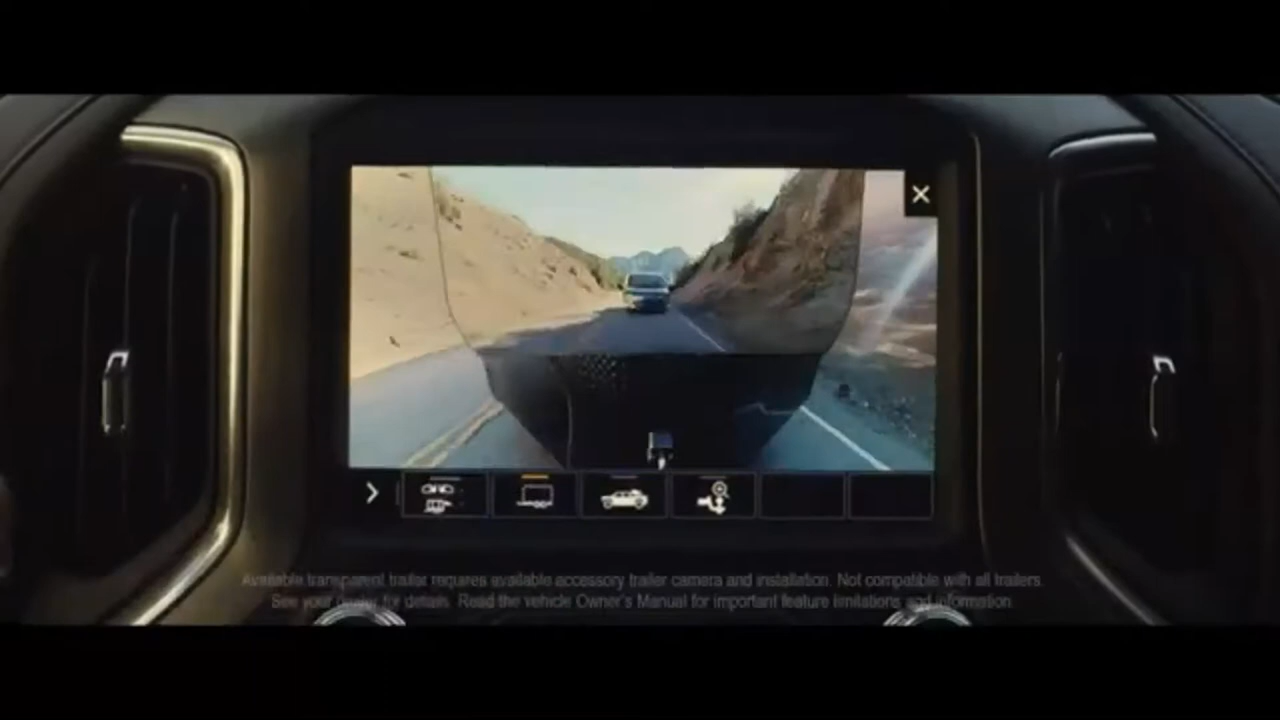 Available transparent trailer requires available accessory trailer camera and installation. Not compatible with all trailers.
See your dealer for details. Read the vehicle Owner's Manual for important feature limitations and information.